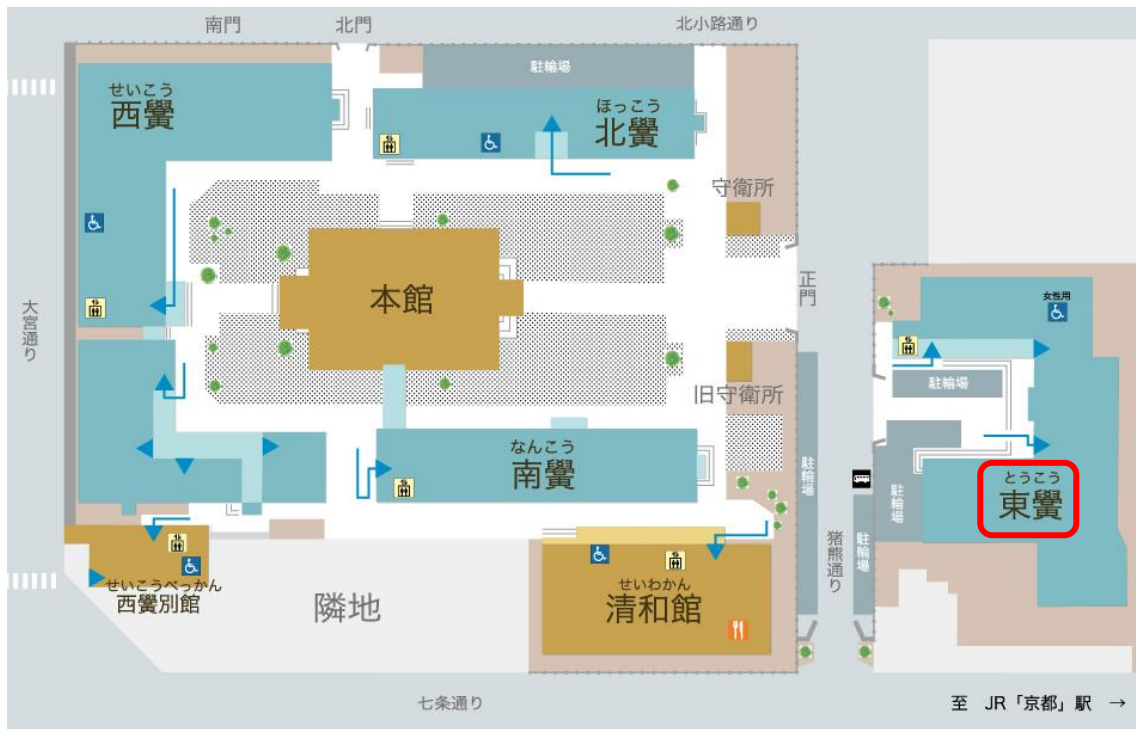 南門
北門
北小路通り
駐輪場
せいこう
西黌
ほっこう
北黌
守衛所
本館
正門
大宮通り
女性用
駐輪場
旧守衛所
なんこう
南黌
駐輪場
駐輪場
とうこう
東黌
猪熊通り
駐輪場
せいこうべっかん
西黌別館
隣地
せいわかん
清和館
七条通り
至 JR「京都」駅 →